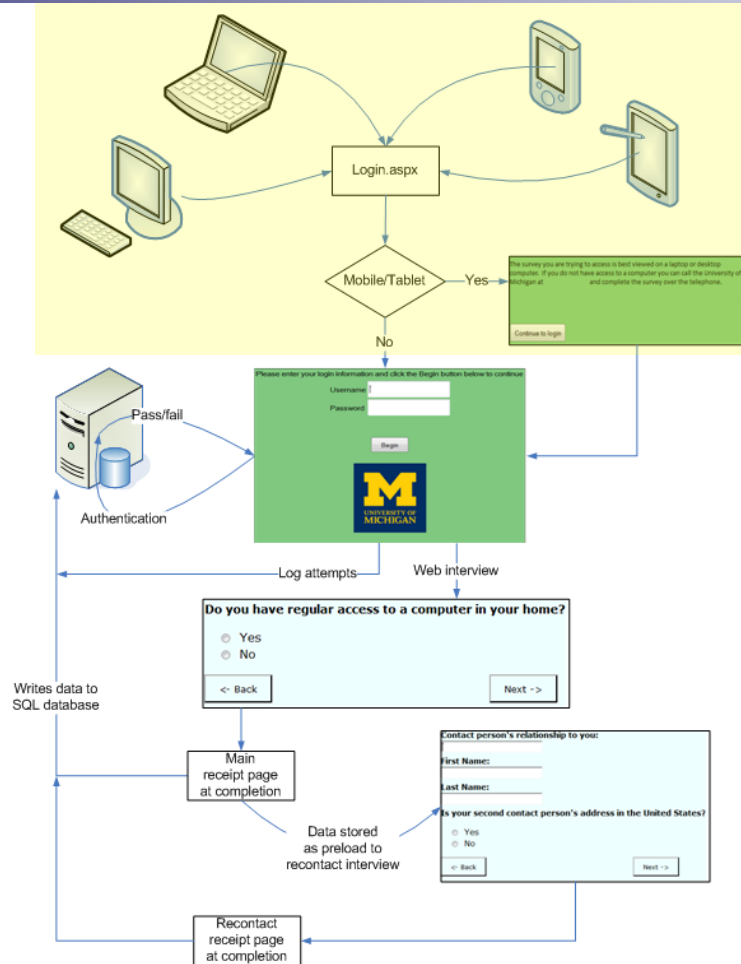 Login.aspx
Mobile/Tablet
Yes
The survey you are trying to access is best viewed on a laptop or desktop
computer. If you do not have access to a computer you can call the University of
Michigan at and complete the survey over the telephone.
Continue to login
No
Please enter your login information and click the Begin button below to continue
Username
Password
Begin
M
UNIVERSITY OF
MICHIGAN
Pass/fail
Authentication
Log attempts
Web interview
Do you have regular access to a computer in your home?
Yes
No
<- Back
Next ->
Writes data to
SQL database
Main
receipt page
at completion
Data stored
as preload to
recontact interview
Contact person's relationship to you:
First Name:
Last Name:
Is your second contact person's address in the United States?
Yes
No
<- Back
Next ->
Recontact
receipt page
at completion